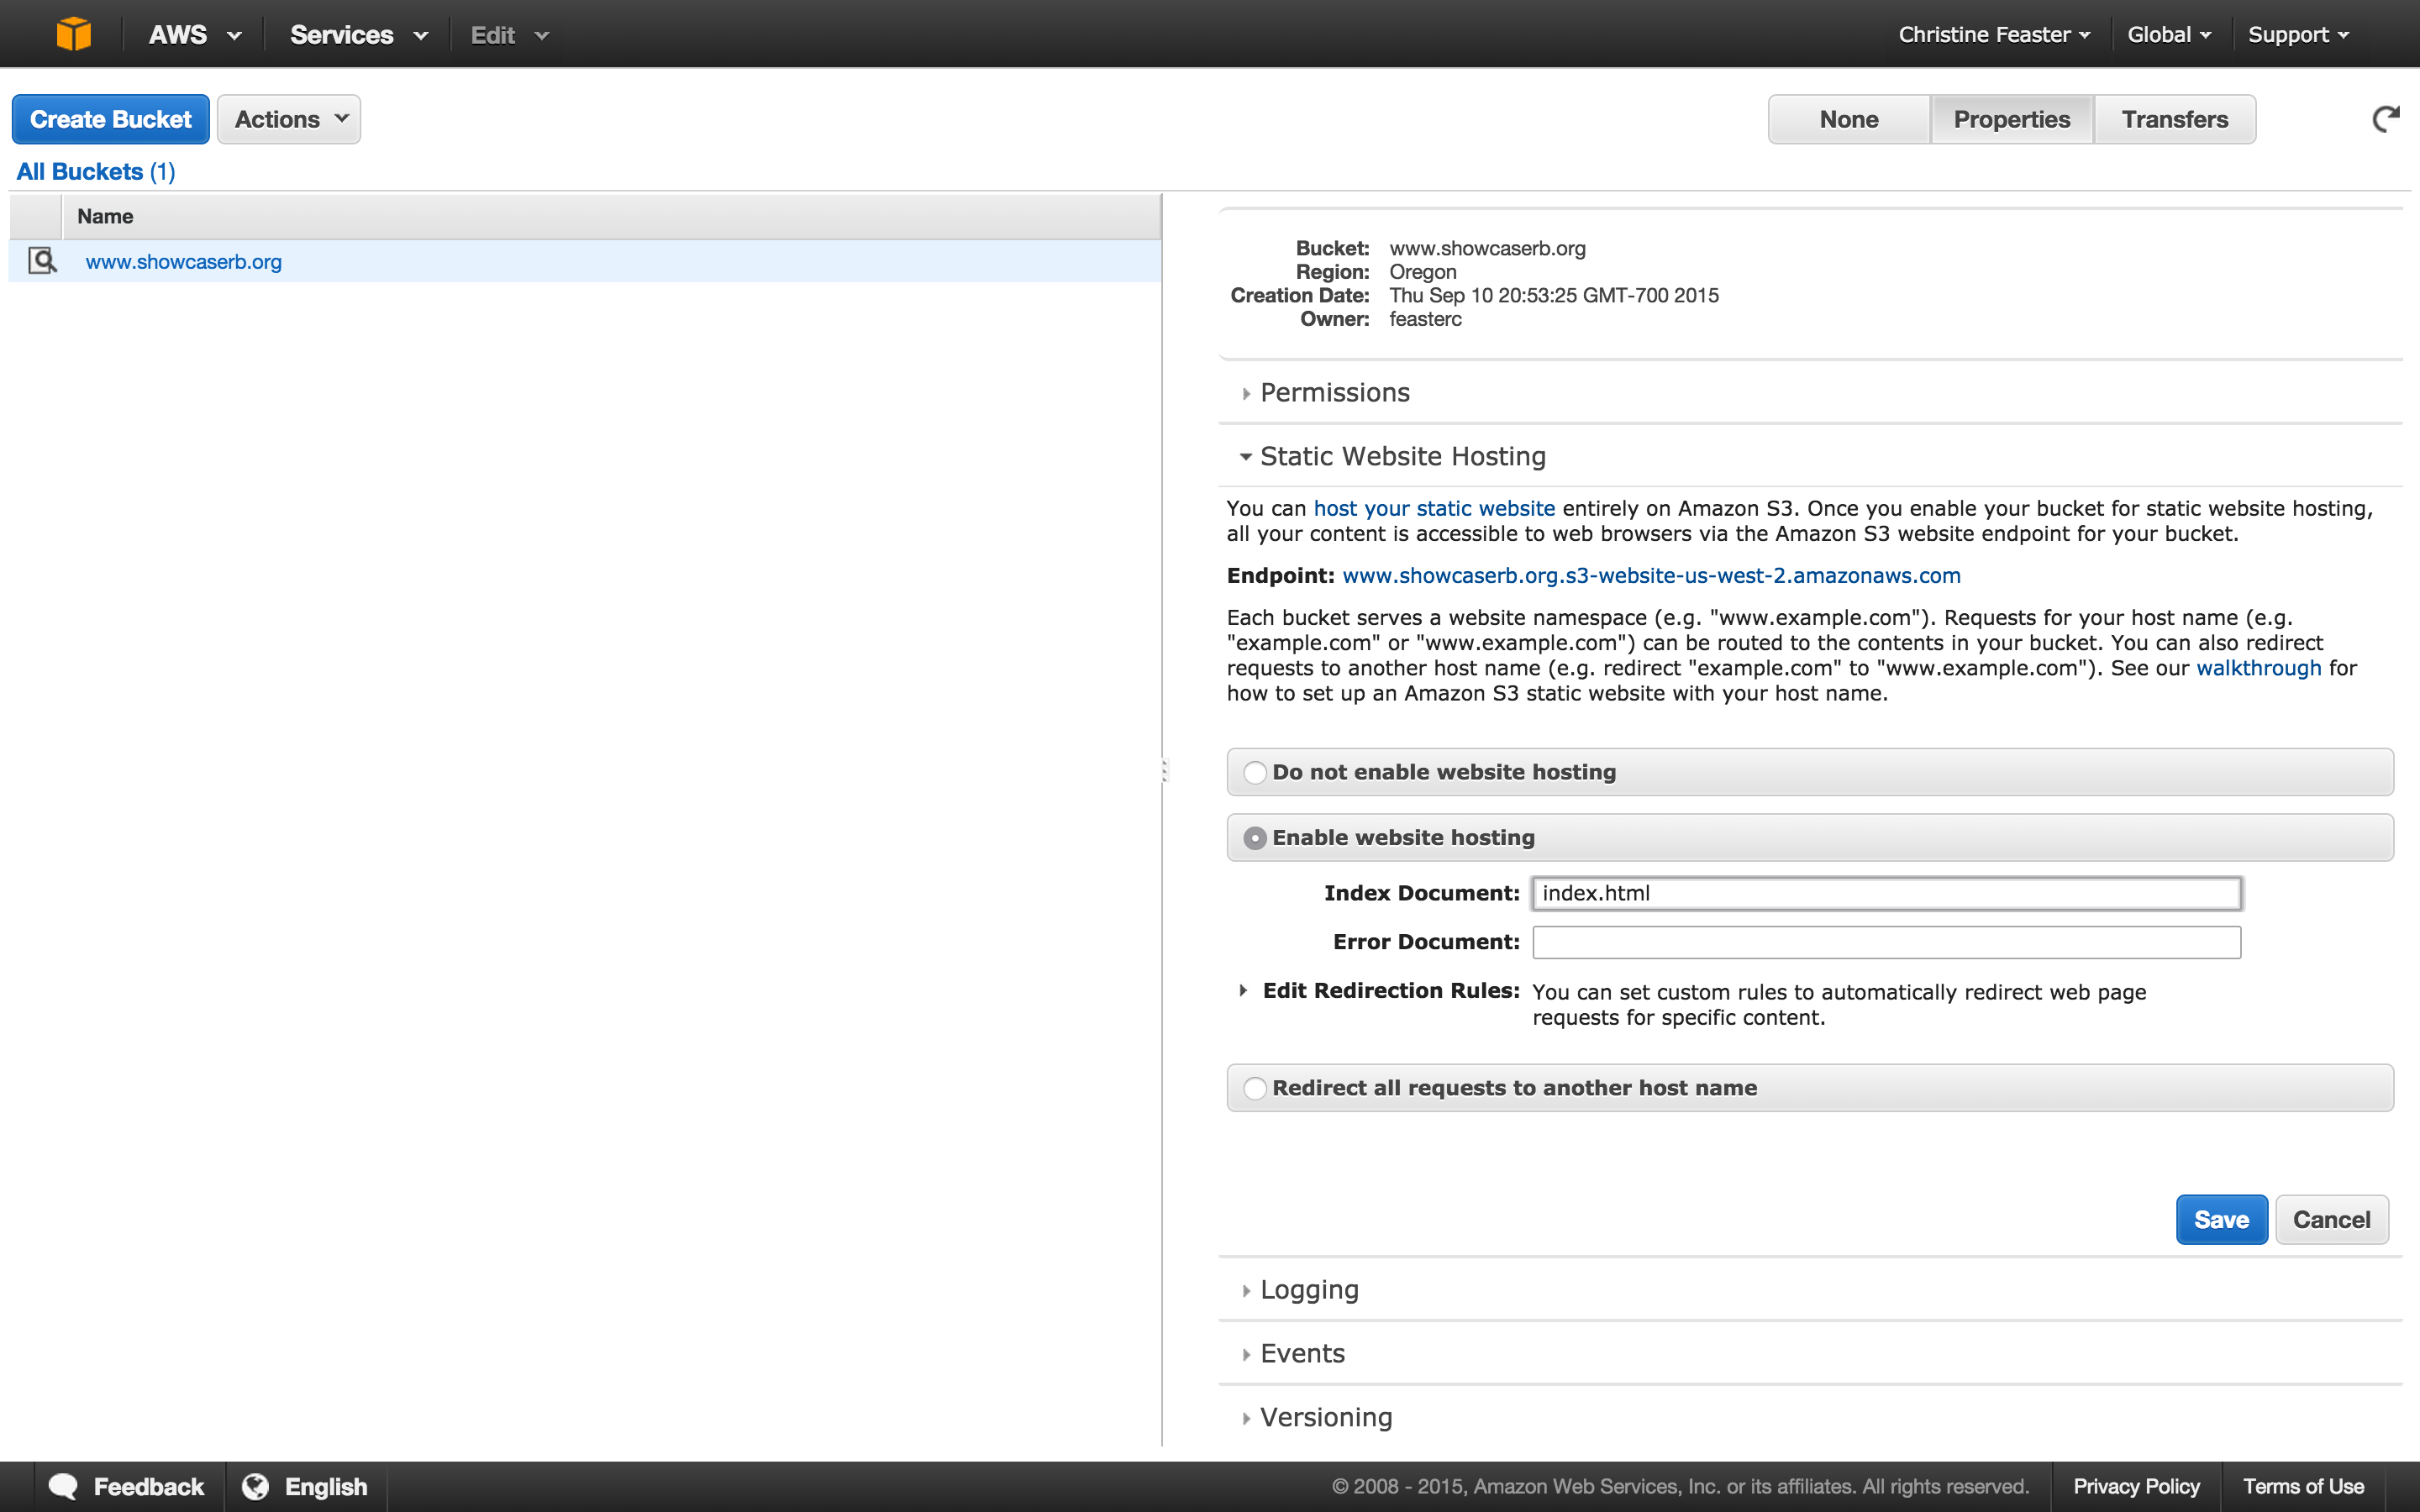 AWS Services Edit Christine Feaster Global Support
Create Bucket Actions None Properties Transfers
All Buckets (1)
Name
www.showcaserb.org
Bucket: www.showcaserb.org
Region: Oregon
Creation Date: Thu Sep 10 20:53:25 GMT-700 2015
Owner: feasterc
Permissions
Static Website Hosting
You can host your static website entirely on Amazon S3. Once you enable your bucket for static website hosting,
all your content is accessible to web browsers via the Amazon S3 website endpoint for your bucket.
Endpoint: www.showcaserb.org.s3-website-us-west-2.amazonaws.com
Each bucket serves a website namespace (e.g. "www.example.com"). Requests for your host name (e.g.
"example.com" or "www.example.com") can be routed to the contents in your bucket. You can also redirect
requests to another host name (e.g. redirect "example.com" to "www.example.com"). See our walkthrough for
how to set up an Amazon S3 static website with your host name.
Do not enable website hosting
Enable website hosting
Index Document: index.html
Error Document:
Edit Redirection Rules: You can set custom rules to automatically redirect web page
requests for specific content.
Redirect all requests to another host name
Save Cancel
Logging
Events
Versioning
Feedback English © 2008 - 2015, Amazon Web Services, Inc. or its affiliates. All rights reserved. Privacy Policy Terms of Use